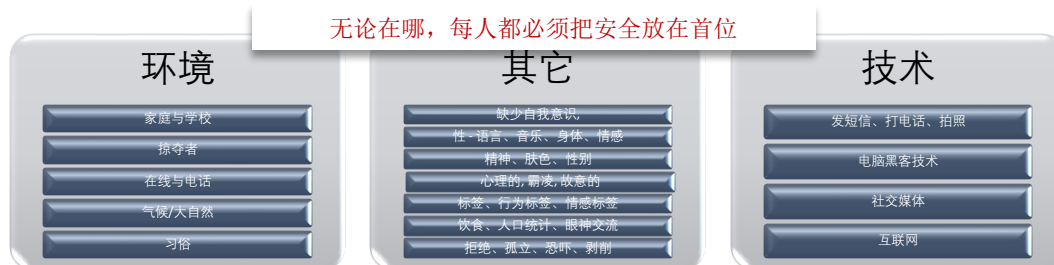 无论在哪，每人都必须把安全放在首位
环境
家庭与学校
掠夺者
在线与电话
气候/大自然
习俗
其它
缺少自我意识,
性-语言、音乐、身体、情感
精神、肤色、性别
心理的,霸凌,故意的
标签、行为标签、情感标签
饮食、人口统计、眼神交流
拒绝、孤立、恐吓、剥削
技术
发短信、打电话、拍照
电脑黑客技术
社交媒体
互联网